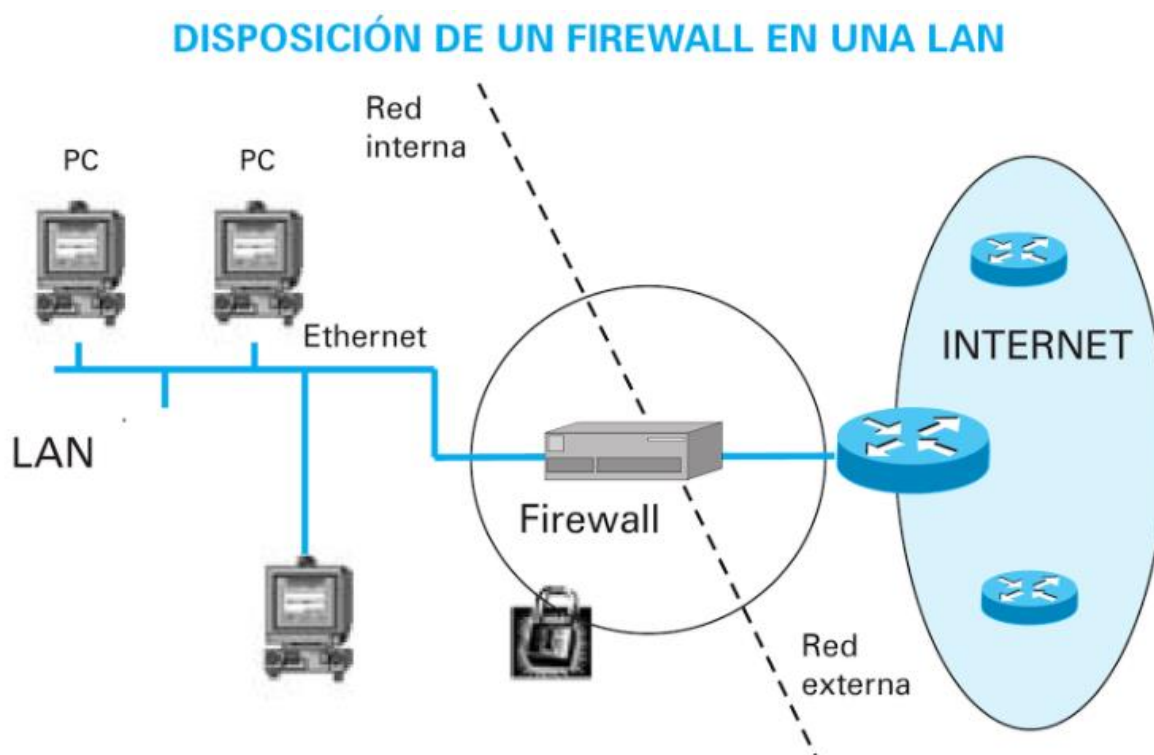 DISPOSICIÓN DE UN FIREWALL EN UNA LAN
Red
interna
PC
PC
Ethernet
INTERNET
LAN
Firewall
Red
externa